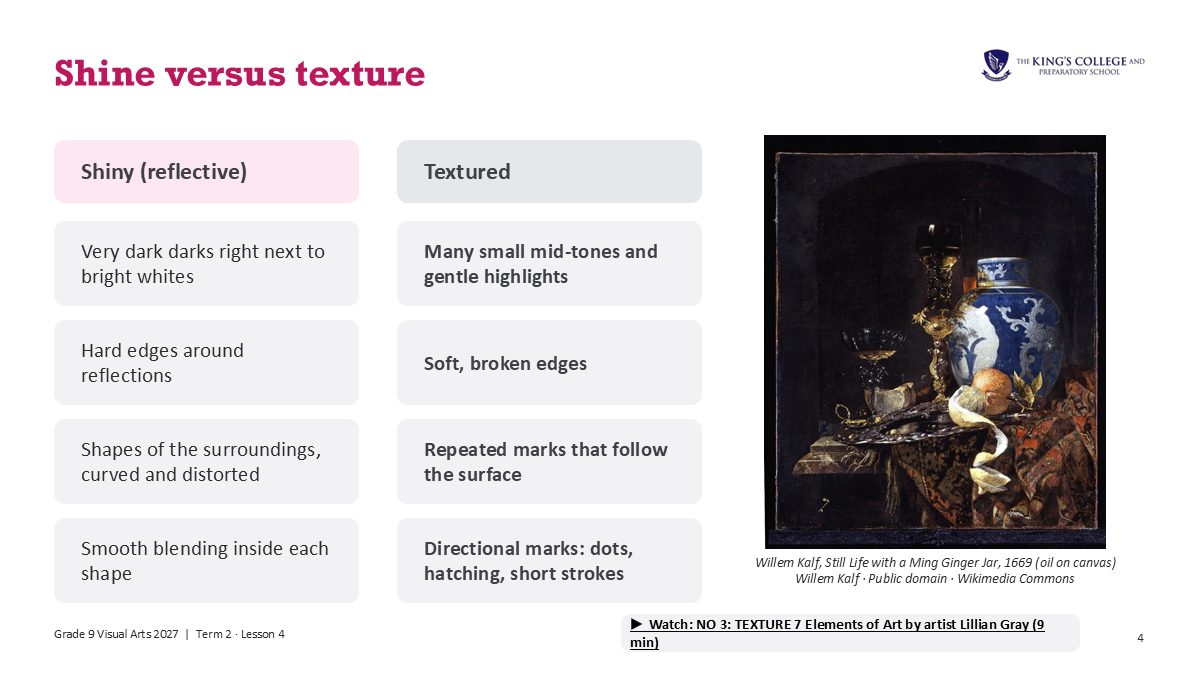 Shine versus texture
THE KING'S COLLEGE AND
PREPARATORY SCHOOL
Shiny (reflective)
Textured
Very dark darks right next to
bright whites
Many small mid-tones and
gentle highlights
Hard edges around
reflections
Soft, broken edges
Shapes of the surroundings,
curved and distorted
Repeated marks that follow
the surface
Smooth blending inside each
shape
Directional marks: dots,
hatching, short strokes
Willem Kalf, Still Life with a Ming Ginger Jar, 1669 (oil on canvas)
Willem Kalf · Public domain · Wikimedia Commons
Grade 9 Visual Arts 2027 | Term 2 · Lesson 4
▶ Watch: NO 3: TEXTURE 7 Elements of Art by artist Lillian Gray (9
min)
4